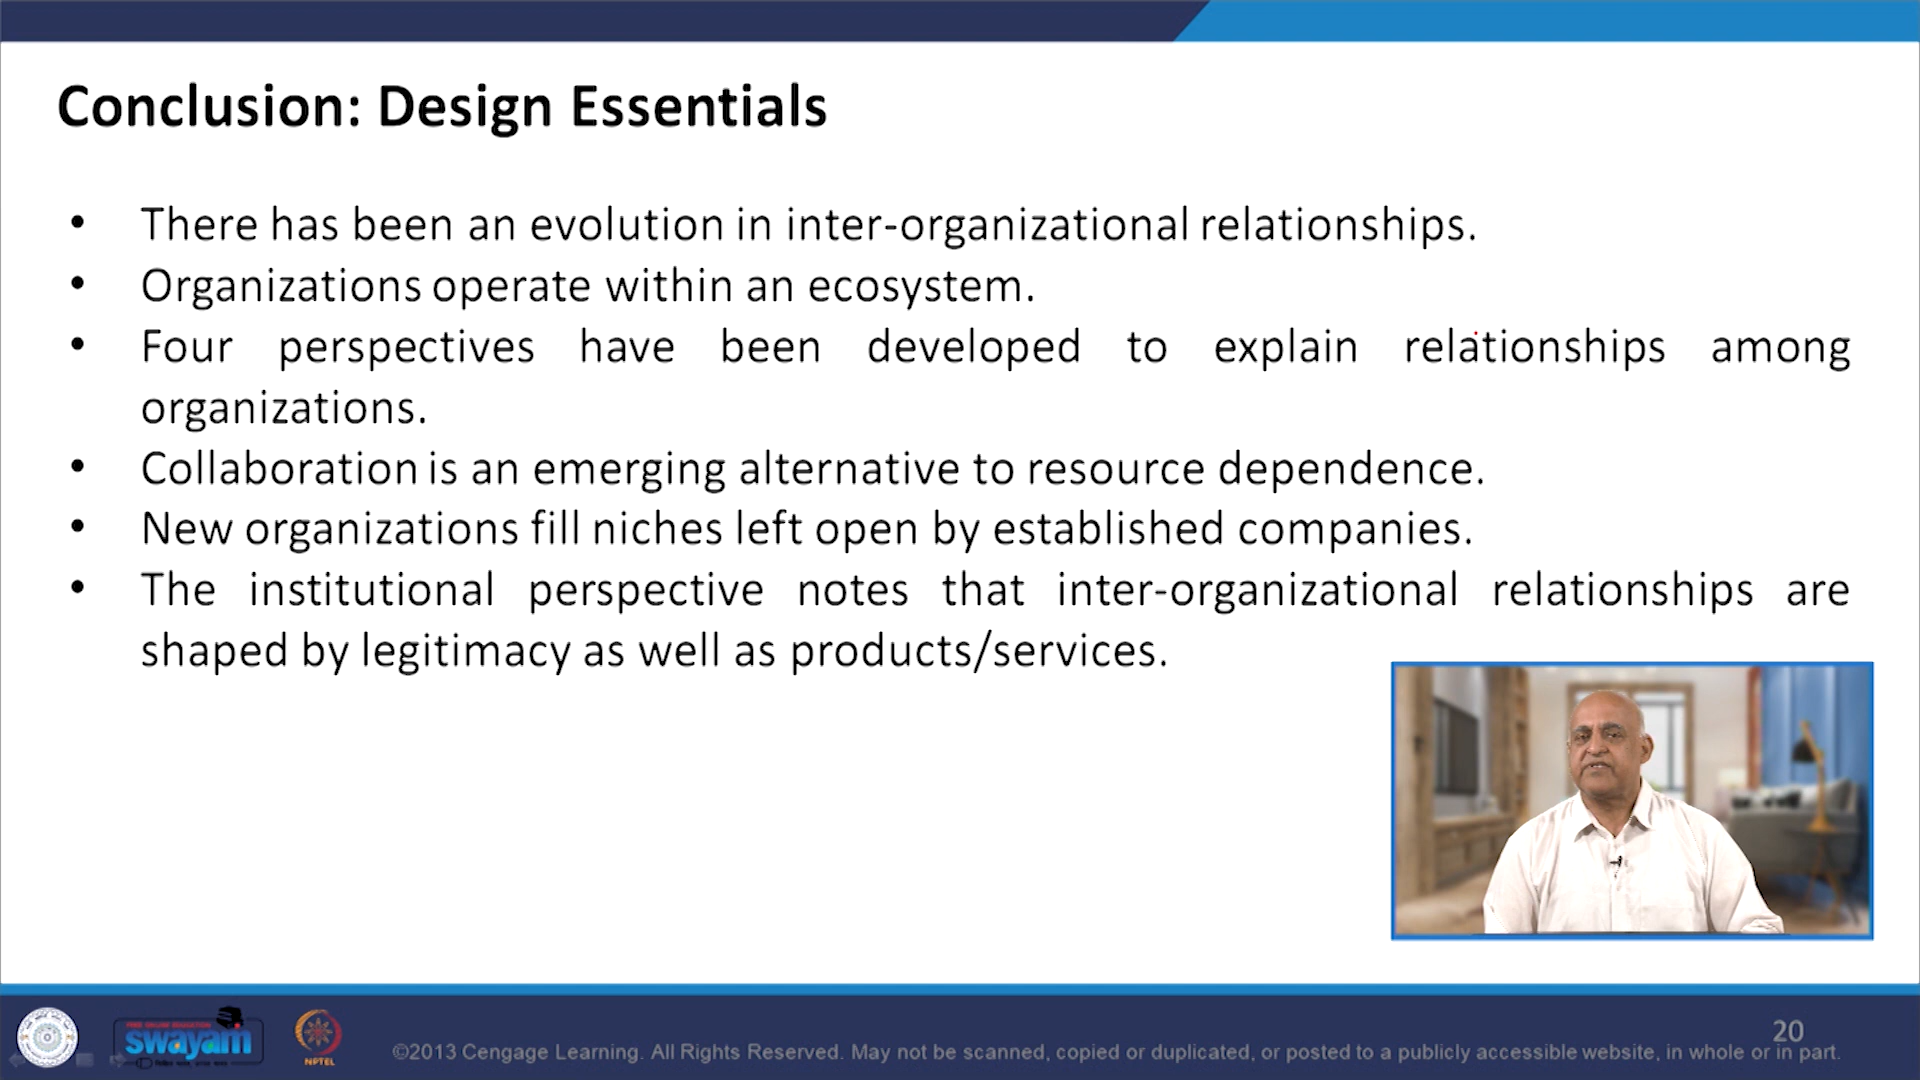 Conclusion: Design Essentials
• There has been an evolution in inter-organizational relationships.
• Organizations operate within an ecosystem.
• Four perspectives have been developed to explain relationships among
organizations.
• Collaboration is an emerging alternative to resource dependence.
• New organizations fill niches left open by established companies.
• The institutional perspective notes that inter-organizational relationships are
shaped by legitimacy as well as products/services.
FREE ONLINE EDUCATION
swayam
NPTEL
20
©2013 Cengage Learning. All Rights Reserved. May not be scanned, copied or duplicated, or posted to a publicly accessible website, in whole or in part.